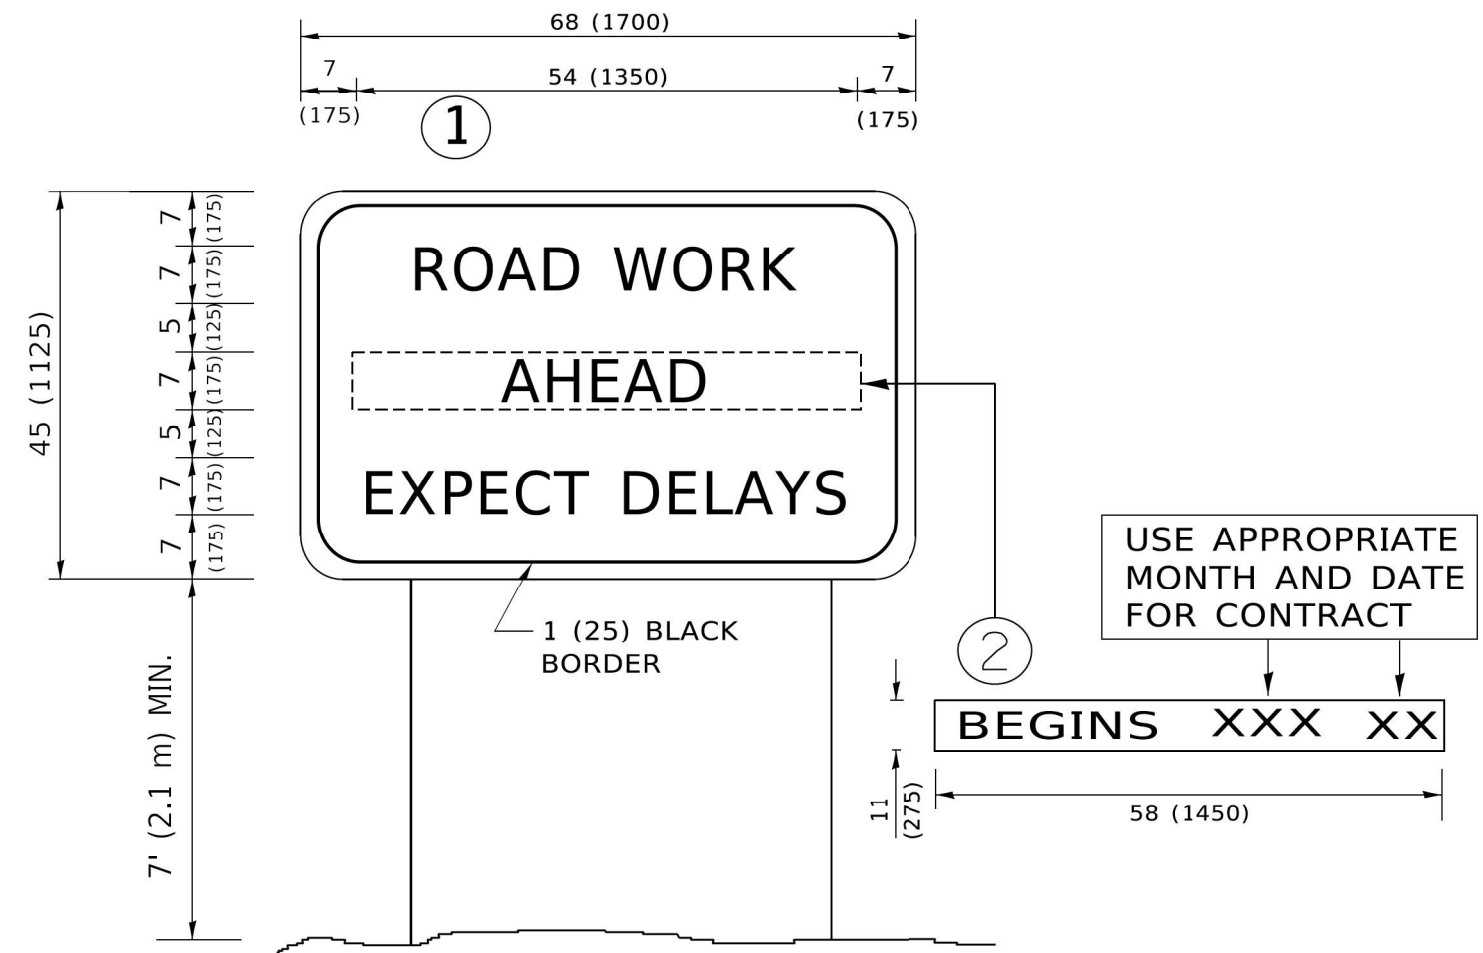 68 (1700)
7
54 (1350)
7
(175)
(175)
1
7
(175)
7
(175)
5
(125)
7
(175)
5
(125)
7
(175)
7
(175)
45 (1125)
ROAD WORK
AHEAD
EXPECT DELAYS
1 (25) BLACK
BORDER
7' (2.1 m) MIN.
2
USE APPROPRIATE
MONTH AND DATE
FOR CONTRACT
BEGINS XXX XX
11
(275)
58 (1450)